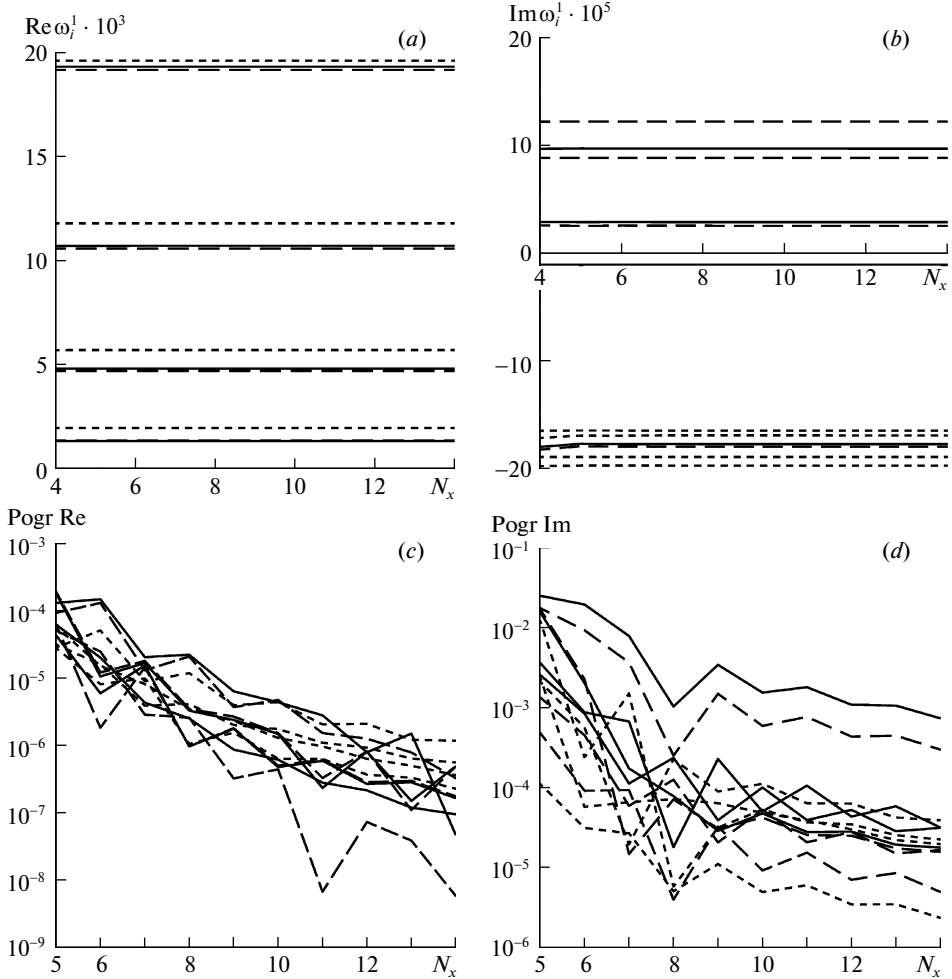 Re ω_i^1 · 10^3
(a)
20
15
10
5
0
4 6 8 10 12 N_x
Im ω_i^1 · 10^5
(b)
20
10
0
4 6 8 10 12 N_x
−10
−20
Pogr Re
(c)
10^−3
10^−4
10^−5
10^−6
10^−7
10^−8
10^−9
5 6 8 10 12 N_x
Pogr Im
(d)
10^−1
10^−2
10^−3
10^−4
10^−5
10^−6
5 6 8 10 12 N_x